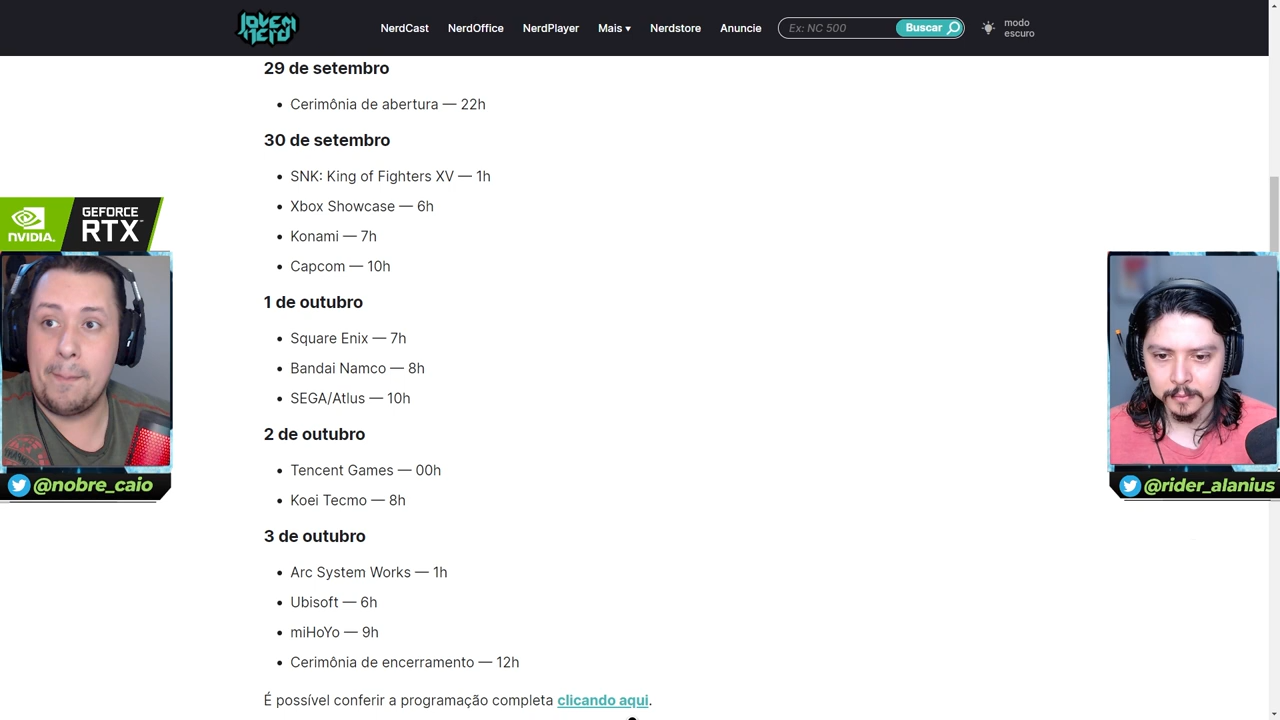 JOVEM NERD
NerdCast NerdOffice NerdPlayer Mais ▾ Nerdstore Anuncie Ex: NC 500 Buscar modo escuro
29 de setembro
• Cerimônia de abertura — 22h
30 de setembro
• SNK: King of Fighters XV — 1h
• Xbox Showcase — 6h
• Konami — 7h
• Capcom — 10h
1 de outubro
• Square Enix — 7h
• Bandai Namco — 8h
• SEGA/Atlus — 10h
2 de outubro
• Tencent Games — 00h
• Koei Tecmo — 8h
3 de outubro
• Arc System Works — 1h
• Ubisoft — 6h
• miHoYo — 9h
• Cerimônia de encerramento — 12h
É possível conferir a programação completa clicando aqui.
NVIDIA. GEFORCE RTX™
@nobre_caio
@rider_alanius